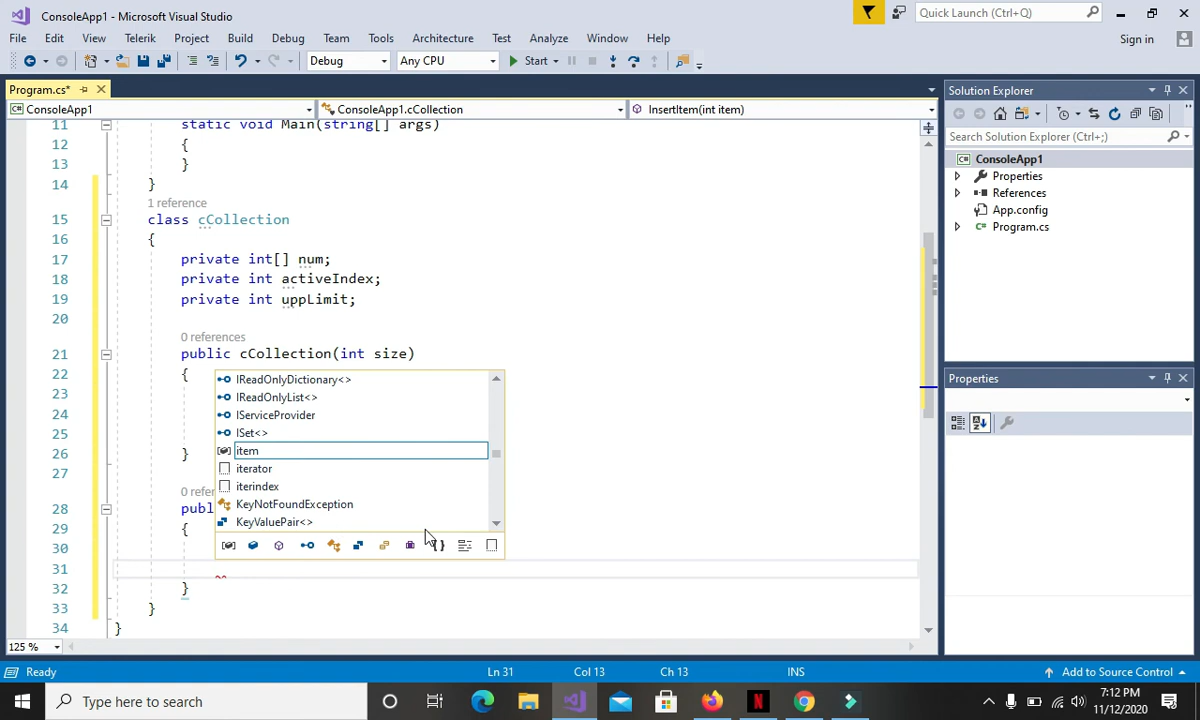 ConsoleApp1 - Microsoft Visual Studio
Quick Launch (Ctrl+Q)
File Edit View Telerik Project Build Debug Team Tools Architecture Test Analyze Window Help
Sign in
Debug Any CPU Start
Program.cs*
ConsoleApp1 ConsoleApp1.cCollection InsertItem(int item)
11 static void Main(string[] args)
12 {
13 }
14 }
1 reference
15 class cCollection
16 {
17 private int[] num;
18 private int activeIndex;
19 private int uppLimit;
20
0 references
21 public cCollection(int size)
22 {
23
24
25
26 }
27
0 refer
28 publ
29 {
30
31
32 }
33 }
34 }
IReadOnlyDictionary<>
IReadOnlyList<>
IServiceProvider
ISet<>
item
iterator
iterindex
KeyNotFoundException
KeyValuePair<>
125 %
Solution Explorer
Search Solution Explorer (Ctrl+;)
ConsoleApp1
Properties
References
App.config
C# Program.cs
Properties
Ready Ln 31 Col 13 Ch 13 INS Add to Source Control
Type here to search
7:12 PM
11/12/2020